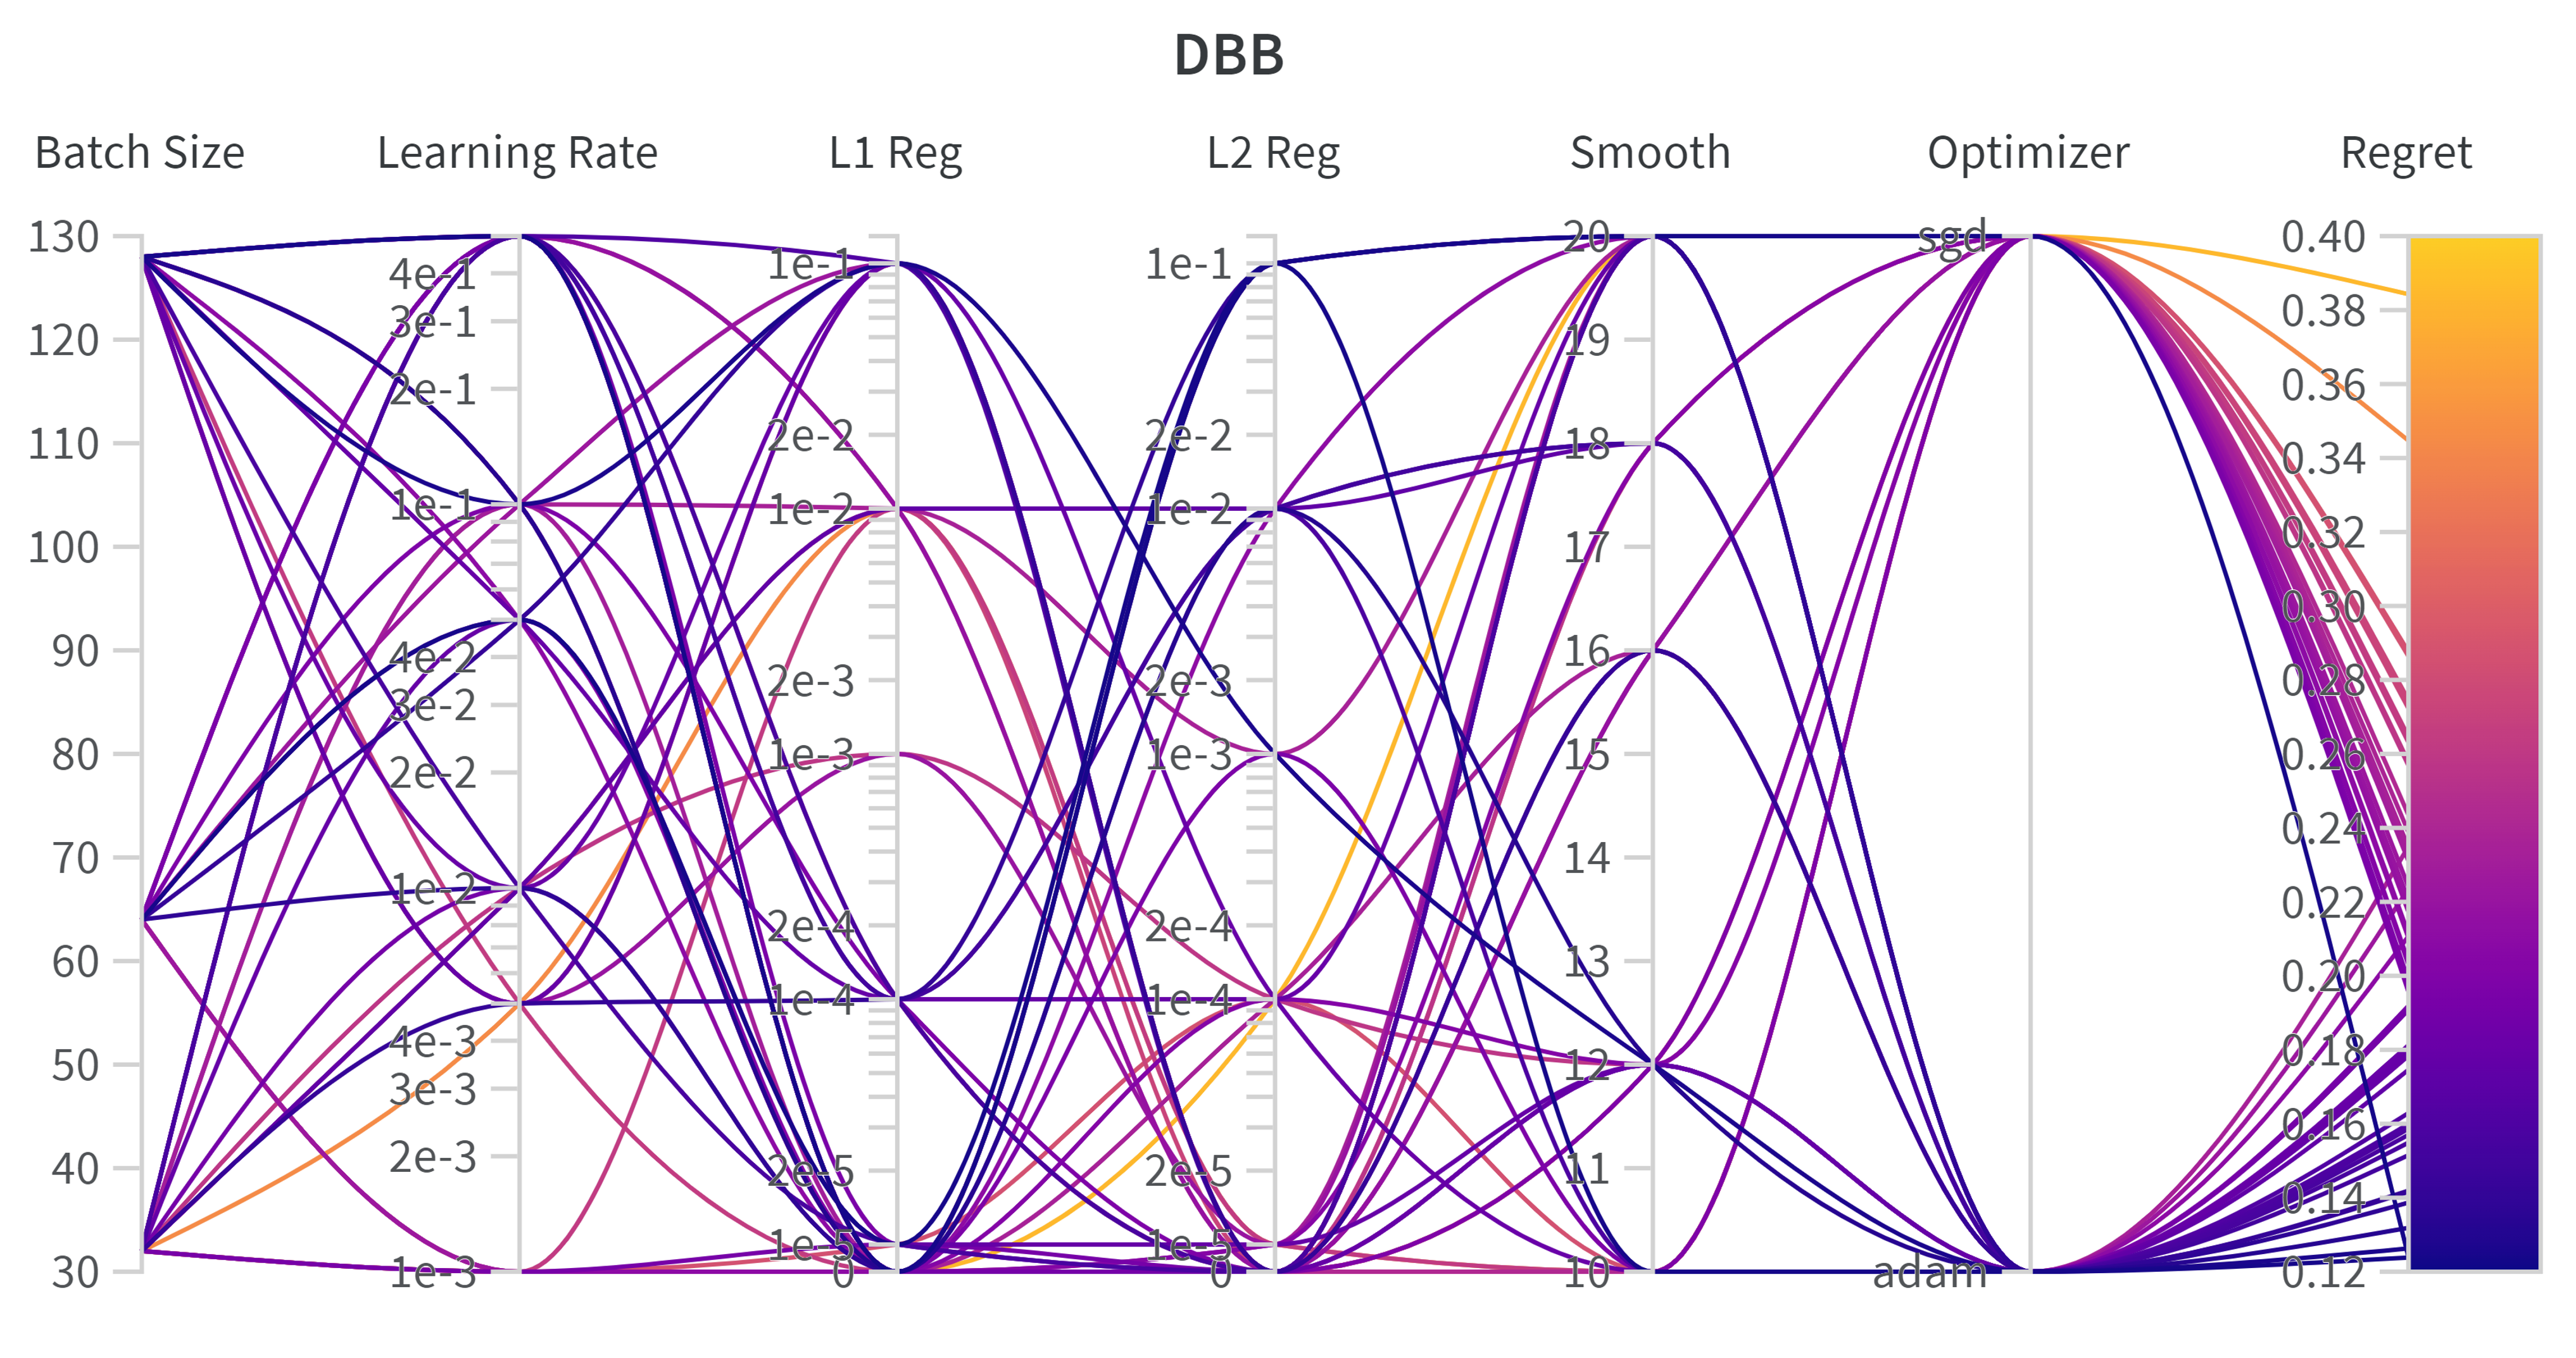 DBB
Batch Size Learning Rate L1 Reg L2 Reg Smooth Optimizer Regret
130
120
110
100
90
80
70
60
50
40
30
4e-1
3e-1
2e-1
1e-1
4e-2
3e-2
2e-2
1e-2
4e-3
3e-3
2e-3
1e-3
1e-1
2e-2
1e-2
2e-3
1e-3
2e-4
1e-4
2e-5
1e-5
0
1e-1
2e-2
1e-2
2e-3
1e-3
2e-4
1e-4
2e-5
1e-5
0
20
19
18
17
16
15
14
13
12
11
10
sgd
adam
0.40
0.38
0.36
0.34
0.32
0.30
0.28
0.26
0.24
0.22
0.20
0.18
0.16
0.14
0.12